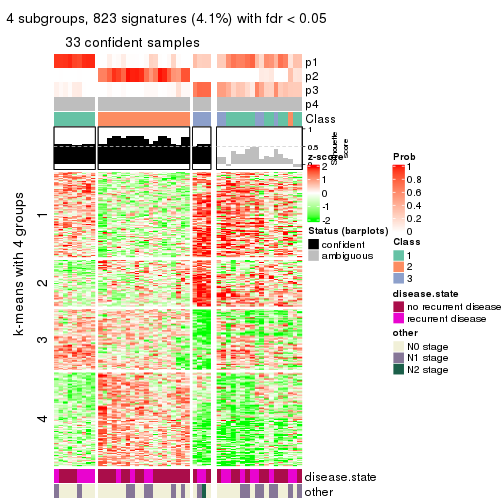 4 subgroups, 823 signatures (4.1%) with fdr < 0.05
33 confident samples
p1
p2
p3
p4
Class
1
0.5
0
Silhouette
score
k-means with 4 groups
1
2
3
4
disease.state
other
z-score
2
1
0
-1
-2
Status (barplots)
confident
ambiguous
Prob
1
0.8
0.6
0.4
0.2
0
Class
1
2
3
disease.state
no recurrent disease
recurrent disease
other
N0 stage
N1 stage
N2 stage